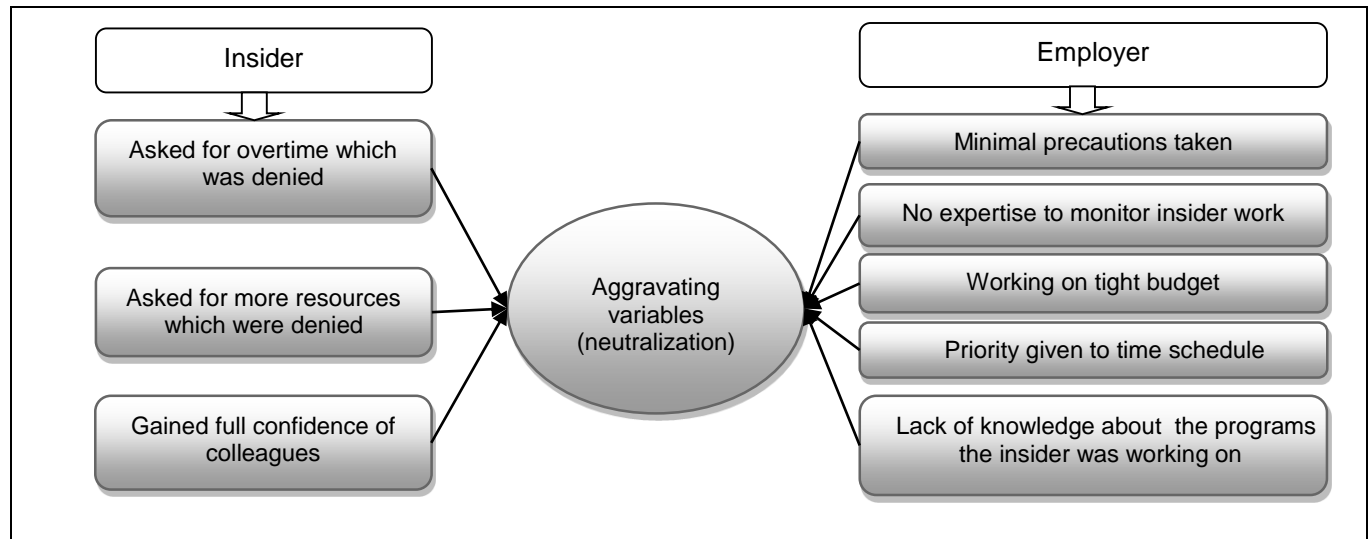 Insider
Asked for overtime which
was denied
Asked for more resources
which were denied
Gained full confidence of
colleagues
Aggravating
variables
(neutralization)
Employer
Minimal precautions taken
No expertise to monitor insider work
Working on tight budget
Priority given to time schedule
Lack of knowledge about the programs
the insider was working on